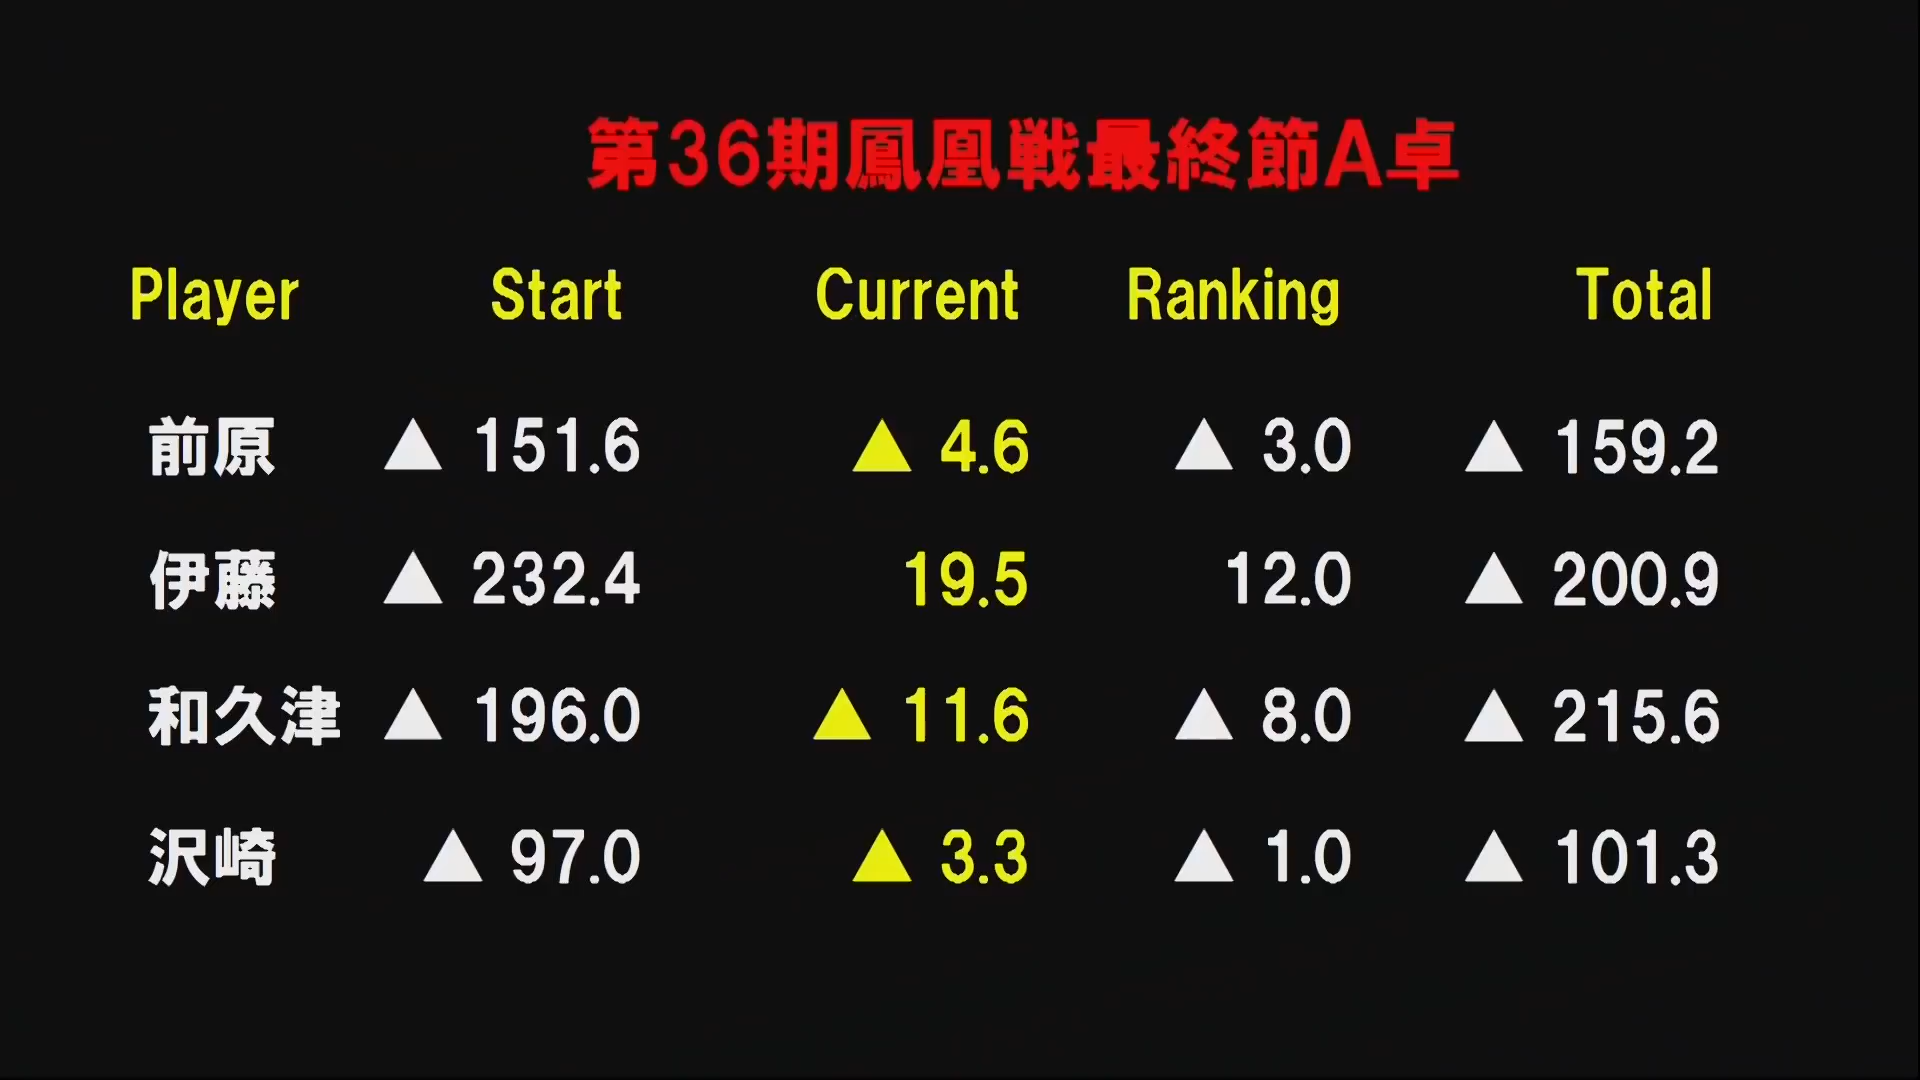 第36期鳳凰戦最終節A卓
Player Start Current Ranking Total
前原 ▲ 151.6 ▲ 4.6 ▲ 3.0 ▲ 159.2
伊藤 ▲ 232.4 19.5 12.0 ▲ 200.9
和久津 ▲ 196.0 ▲ 11.6 ▲ 8.0 ▲ 215.6
沢崎 ▲ 97.0 ▲ 3.3 ▲ 1.0 ▲ 101.3